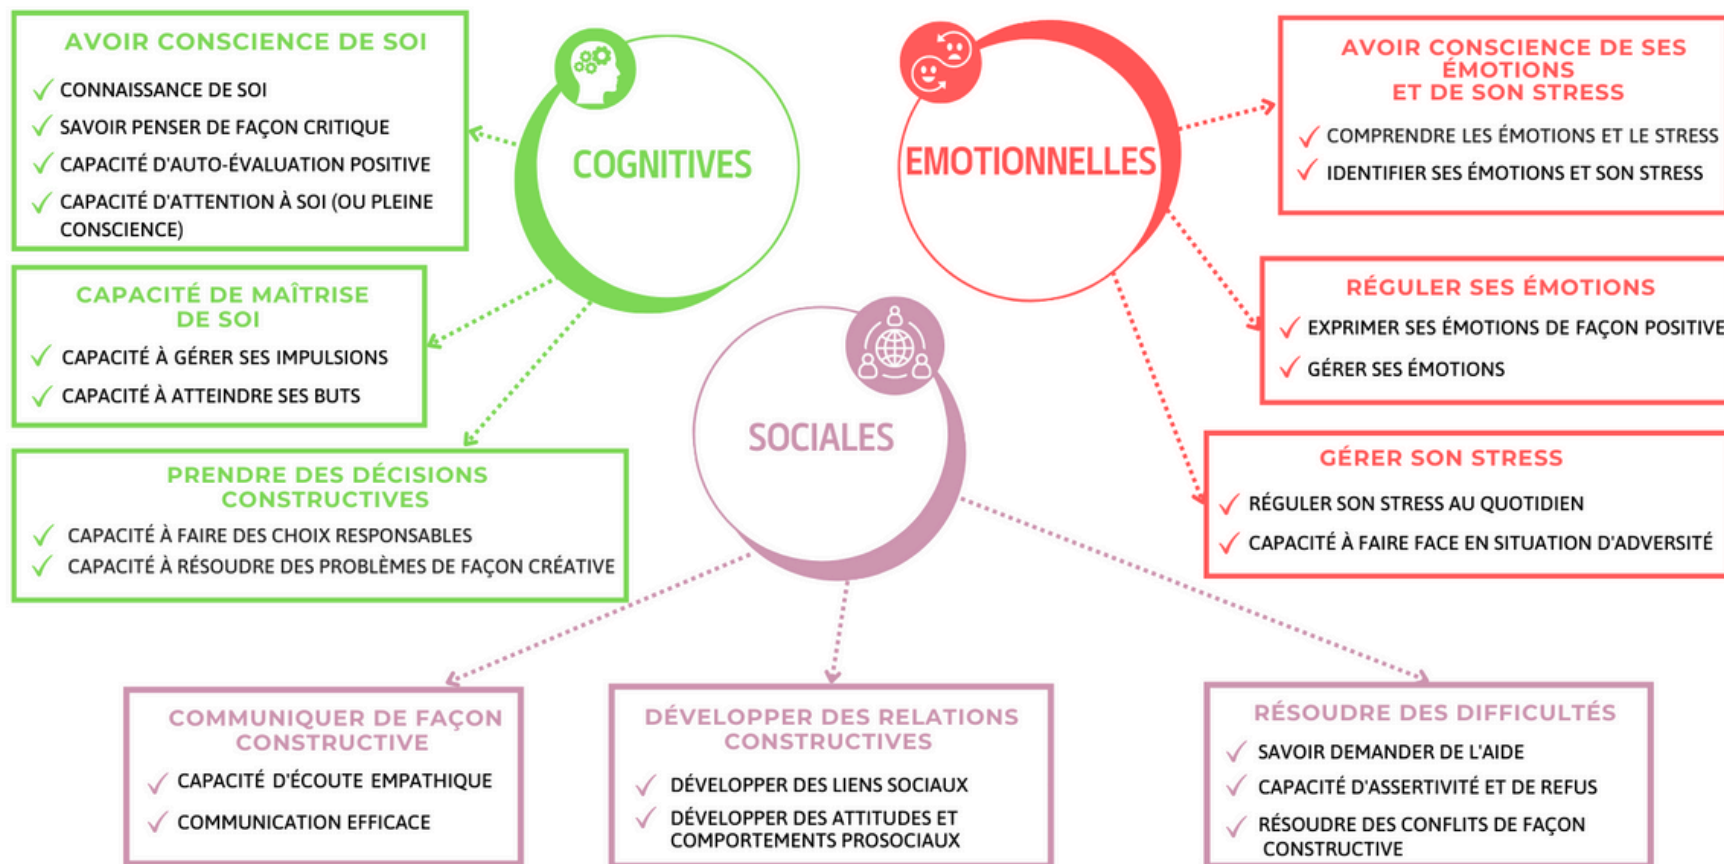 AVOIR CONSCIENCE DE SOI
CONNAISSANCE DE SOI
SAVOIR PENSER DE FAÇON CRITIQUE
CAPACITÉ D'AUTO-ÉVALUATION POSITIVE
CAPACITÉ D'ATTENTION À SOI (OU PLEINE
CONSCIENCE)
COGNITIVES
CAPACITÉ DE MAÎTRISE
DE SOI
CAPACITÉ À GÉRER SES IMPULSIONS
CAPACITÉ À ATTEINDRE SES BUTS
PRENDRE DES DÉCISIONS
CONSTRUCTIVES
CAPACITÉ À FAIRE DES CHOIX RESPONSABLES
CAPACITÉ À RÉSOUDRE DES PROBLÈMES DE FAÇON CRÉATIVE
EMOTIONNELLES
AVOIR CONSCIENCE DE SES
ÉMOTIONS
ET DE SON STRESS
COMPRENDRE LES ÉMOTIONS ET LE STRESS
IDENTIFIER SES ÉMOTIONS ET SON STRESS
RÉGULER SES ÉMOTIONS
EXPRIMER SES ÉMOTIONS DE FAÇON POSITIVE
GÉRER SES ÉMOTIONS
GÉRER SON STRESS
RÉGULER SON STRESS AU QUOTIDIEN
CAPACITÉ À FAIRE FACE EN SITUATION D'ADVERSITÉ
SOCIALES
COMMUNIQUER DE FAÇON
CONSTRUCTIVE
CAPACITÉ D'ÉCOUTE EMPATHIQUE
COMMUNICATION EFFICACE
DÉVELOPPER DES RELATIONS
CONSTRUCTIVES
DÉVELOPPER DES LIENS SOCIAUX
DÉVELOPPER DES ATTITUDES ET
COMPORTEMENTS PROSOCIAUX
RÉSOUDRE DES DIFFICULTÉS
SAVOIR DEMANDER DE L'AIDE
CAPACITÉ D'ASSERTIVITÉ ET DE REFUS
RÉSOUDRE DES CONFLITS DE FAÇON
CONSTRUCTIVE